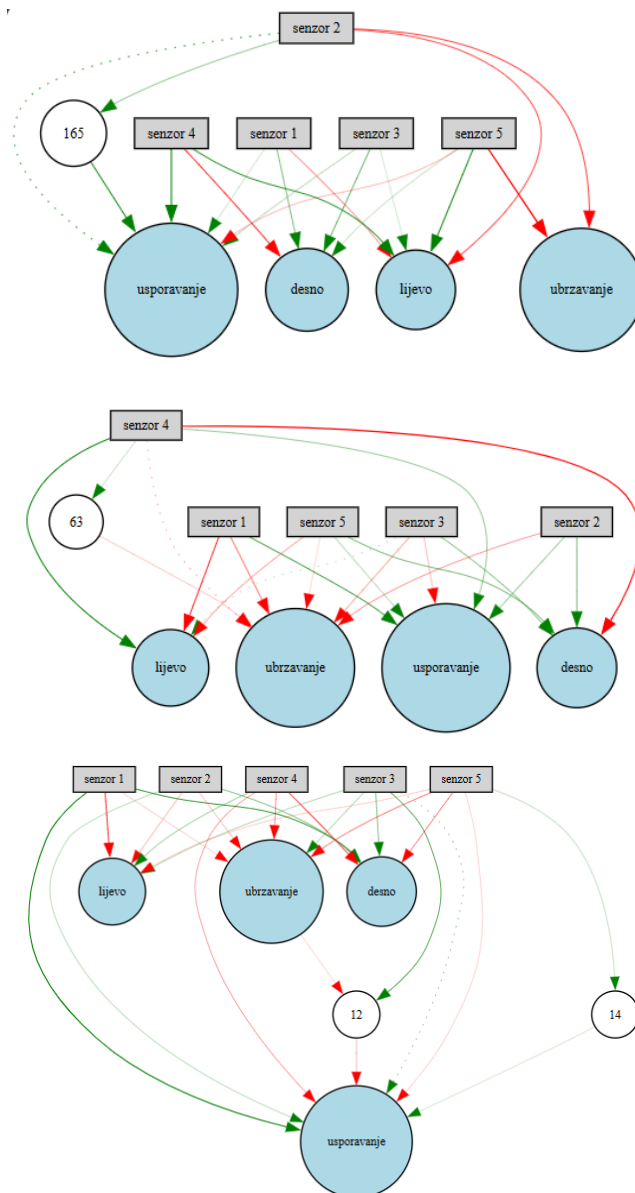 senzor 2
165
senzor 4
senzor 1
senzor 3
senzor 5
usporavanje
desno
lijevo
ubrzavanje
senzor 4
63
senzor 1
senzor 5
senzor 3
senzor 2
lijevo
ubrzavanje
usporavanje
desno
senzor 1
senzor 2
senzor 4
senzor 3
senzor 5
lijevo
ubrzavanje
desno
12
14
usporavanje